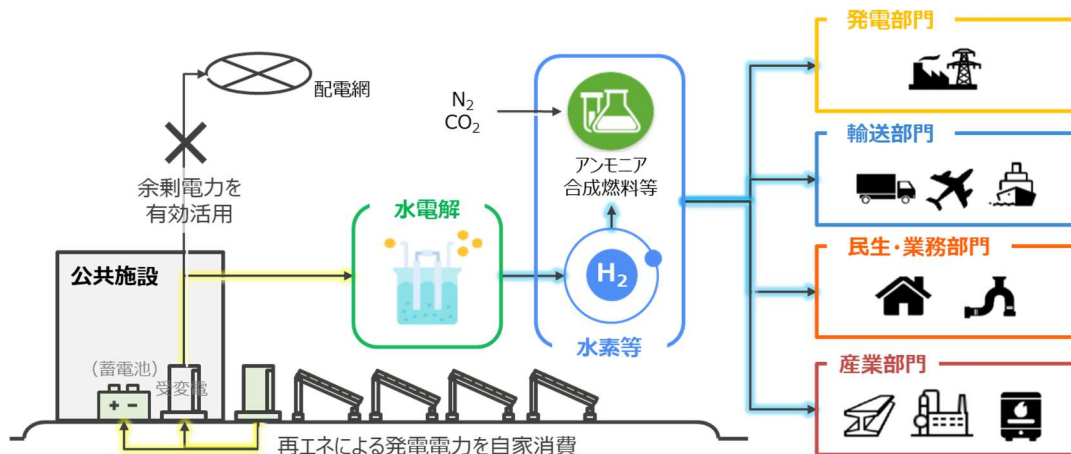 配電網
余剰電力を
有効活用
公共施設
(蓄電池)
受変電
再エネによる発電電力を自家消費
水電解
N₂
CO₂
アンモニア
合成燃料等
H₂
水素等
発電部門
輸送部門
民生・業務部門
産業部門